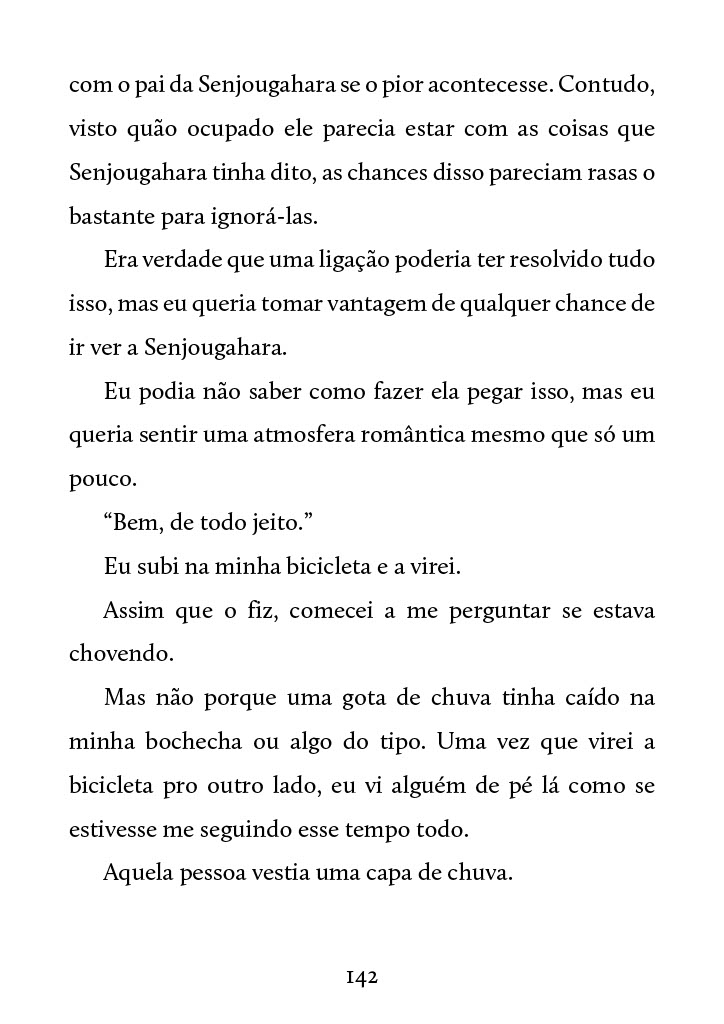 com o pai da Senjougahara se o pior acontecesse. Contudo,
visto quão ocupado ele parecia estar com as coisas que
Senjougahara tinha dito, as chances disso pareciam rasas o
bastante para ignorá-las.
Era verdade que uma ligação poderia ter resolvido tudo
isso, mas eu queria tomar vantagem de qualquer chance de
ir ver a Senjougahara.
Eu podia não saber como fazer ela pegar isso, mas eu
queria sentir uma atmosfera romântica mesmo que só um
pouco.
“Bem, de todo jeito.”
Eu subi na minha bicicleta e a virei.
Assim que o fiz, comecei a me perguntar se estava
chovendo.
Mas não porque uma gota de chuva tinha caído na
minha bochecha ou algo do tipo. Uma vez que virei a
bicicleta pro outro lado, eu vi alguém de pé lá como se
estivesse me seguindo esse tempo todo.
Aquela pessoa vestia uma capa de chuva.
142